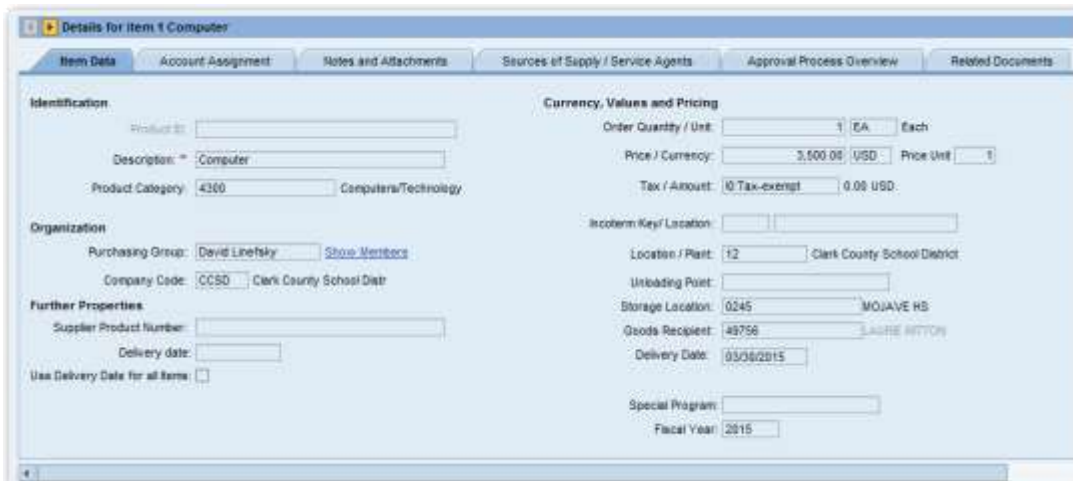 Details for item 1 Computer
Item Data Account Assignment Notes and Attachments Sources of Supply / Service Agents Approval Process Overview Related Documents
Identification
Product ID:
Description: * Computer
Product Category: 4300 Computers/Technology
Organization
Purchasing Group: David Linefsky Show Members
Company Code: CCSD Clark County School Distr
Further Properties
Supplier Product Number:
Delivery date:
Use Delivery Date for all Items:
Currency, Values and Pricing
Order Quantity / Unit: 1 EA Each
Price / Currency: 3,500.00 USD Price Unit 1
Tax / Amount: I0:Tax-exempt 0.00 USD
Incoterm Key/ Location:
Location / Plant: 12 Clark County School District
Unloading Point:
Storage Location: 0245 MOJAVE HS
Goods Recipient: 49756 LAURIE
Delivery Date: 03/30/2015
Special Program:
Fiscal Year: 2015